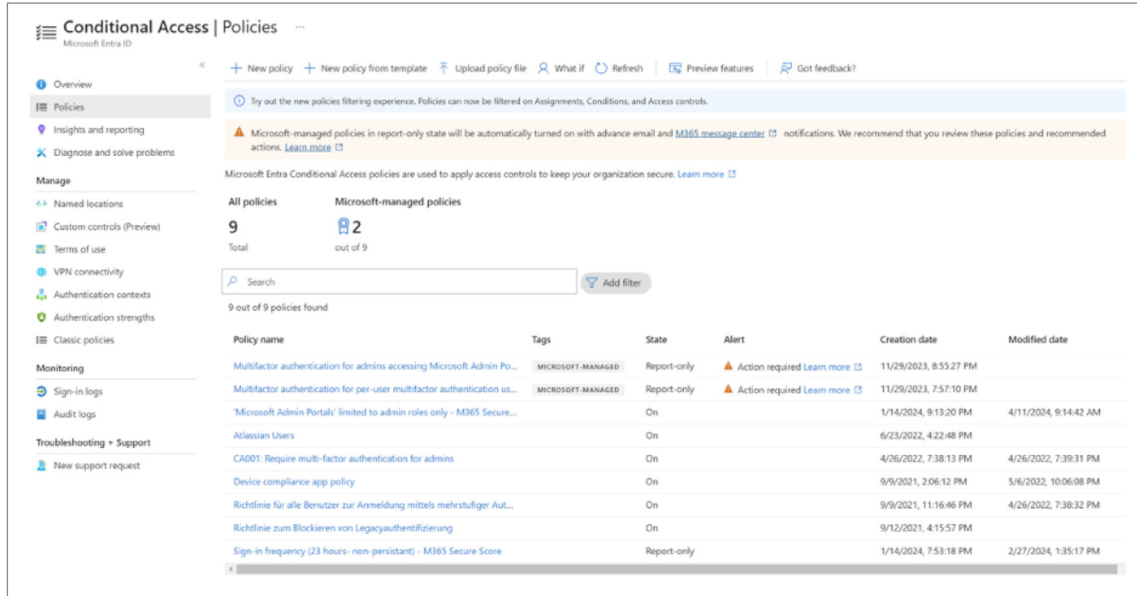 Conditional Access | Policies ...
Microsoft Entra ID
«
Overview
Policies
Insights and reporting
Diagnose and solve problems
Manage
Named locations
Custom controls (Preview)
Terms of use
VPN connectivity
Authentication contexts
Authentication strengths
Classic policies
Monitoring
Sign-in logs
Audit logs
Troubleshooting + Support
New support request
+ New policy + New policy from template Upload policy file What if Refresh Preview features Got feedback?
Try out the new policies filtering experience. Policies can now be filtered on Assignments, Conditions, and Access controls.
Microsoft-managed policies in report-only state will be automatically turned on with advance email and M365 message center notifications. We recommend that you review these policies and recommended
actions. Learn more
Microsoft Entra Conditional Access policies are used to apply access controls to keep your organization secure. Learn more
All policies Microsoft-managed policies
9 2
Total out of 9
Search Add filter
9 out of 9 policies found
Policy name Tags State Alert Creation date Modified date
Multifactor authentication for admins accessing Microsoft Admin Po... MICROSOFT-MANAGED Report-only Action required Learn more 11/29/2023, 8:55:27 PM
Multifactor authentication for per-user multifactor authentication us... MICROSOFT-MANAGED Report-only Action required Learn more 11/29/2023, 7:57:10 PM
'Microsoft Admin Portals' limited to admin roles only - M365 Secure... On 1/14/2024, 9:13:20 PM 4/11/2024, 9:14:42 AM
Atlassian Users On 6/23/2022, 4:22:48 PM
CA001: Require multi-factor authentication for admins On 4/26/2022, 7:38:13 PM 4/26/2022, 7:39:31 PM
Device compliance app policy On 9/9/2021, 2:06:12 PM 5/6/2022, 10:06:08 PM
Richtlinie für alle Benutzer zur Anmeldung mittels mehrstufiger Aut... On 9/9/2021, 11:16:46 PM 4/26/2022, 7:38:32 PM
Richtlinie zum Blockieren von Legacyauthentifizierung On 9/12/2021, 4:15:57 PM
Sign-in frequency (23 hours- non-persistant) - M365 Secure Score Report-only 1/14/2024, 7:53:18 PM 2/27/2024, 1:35:17 PM